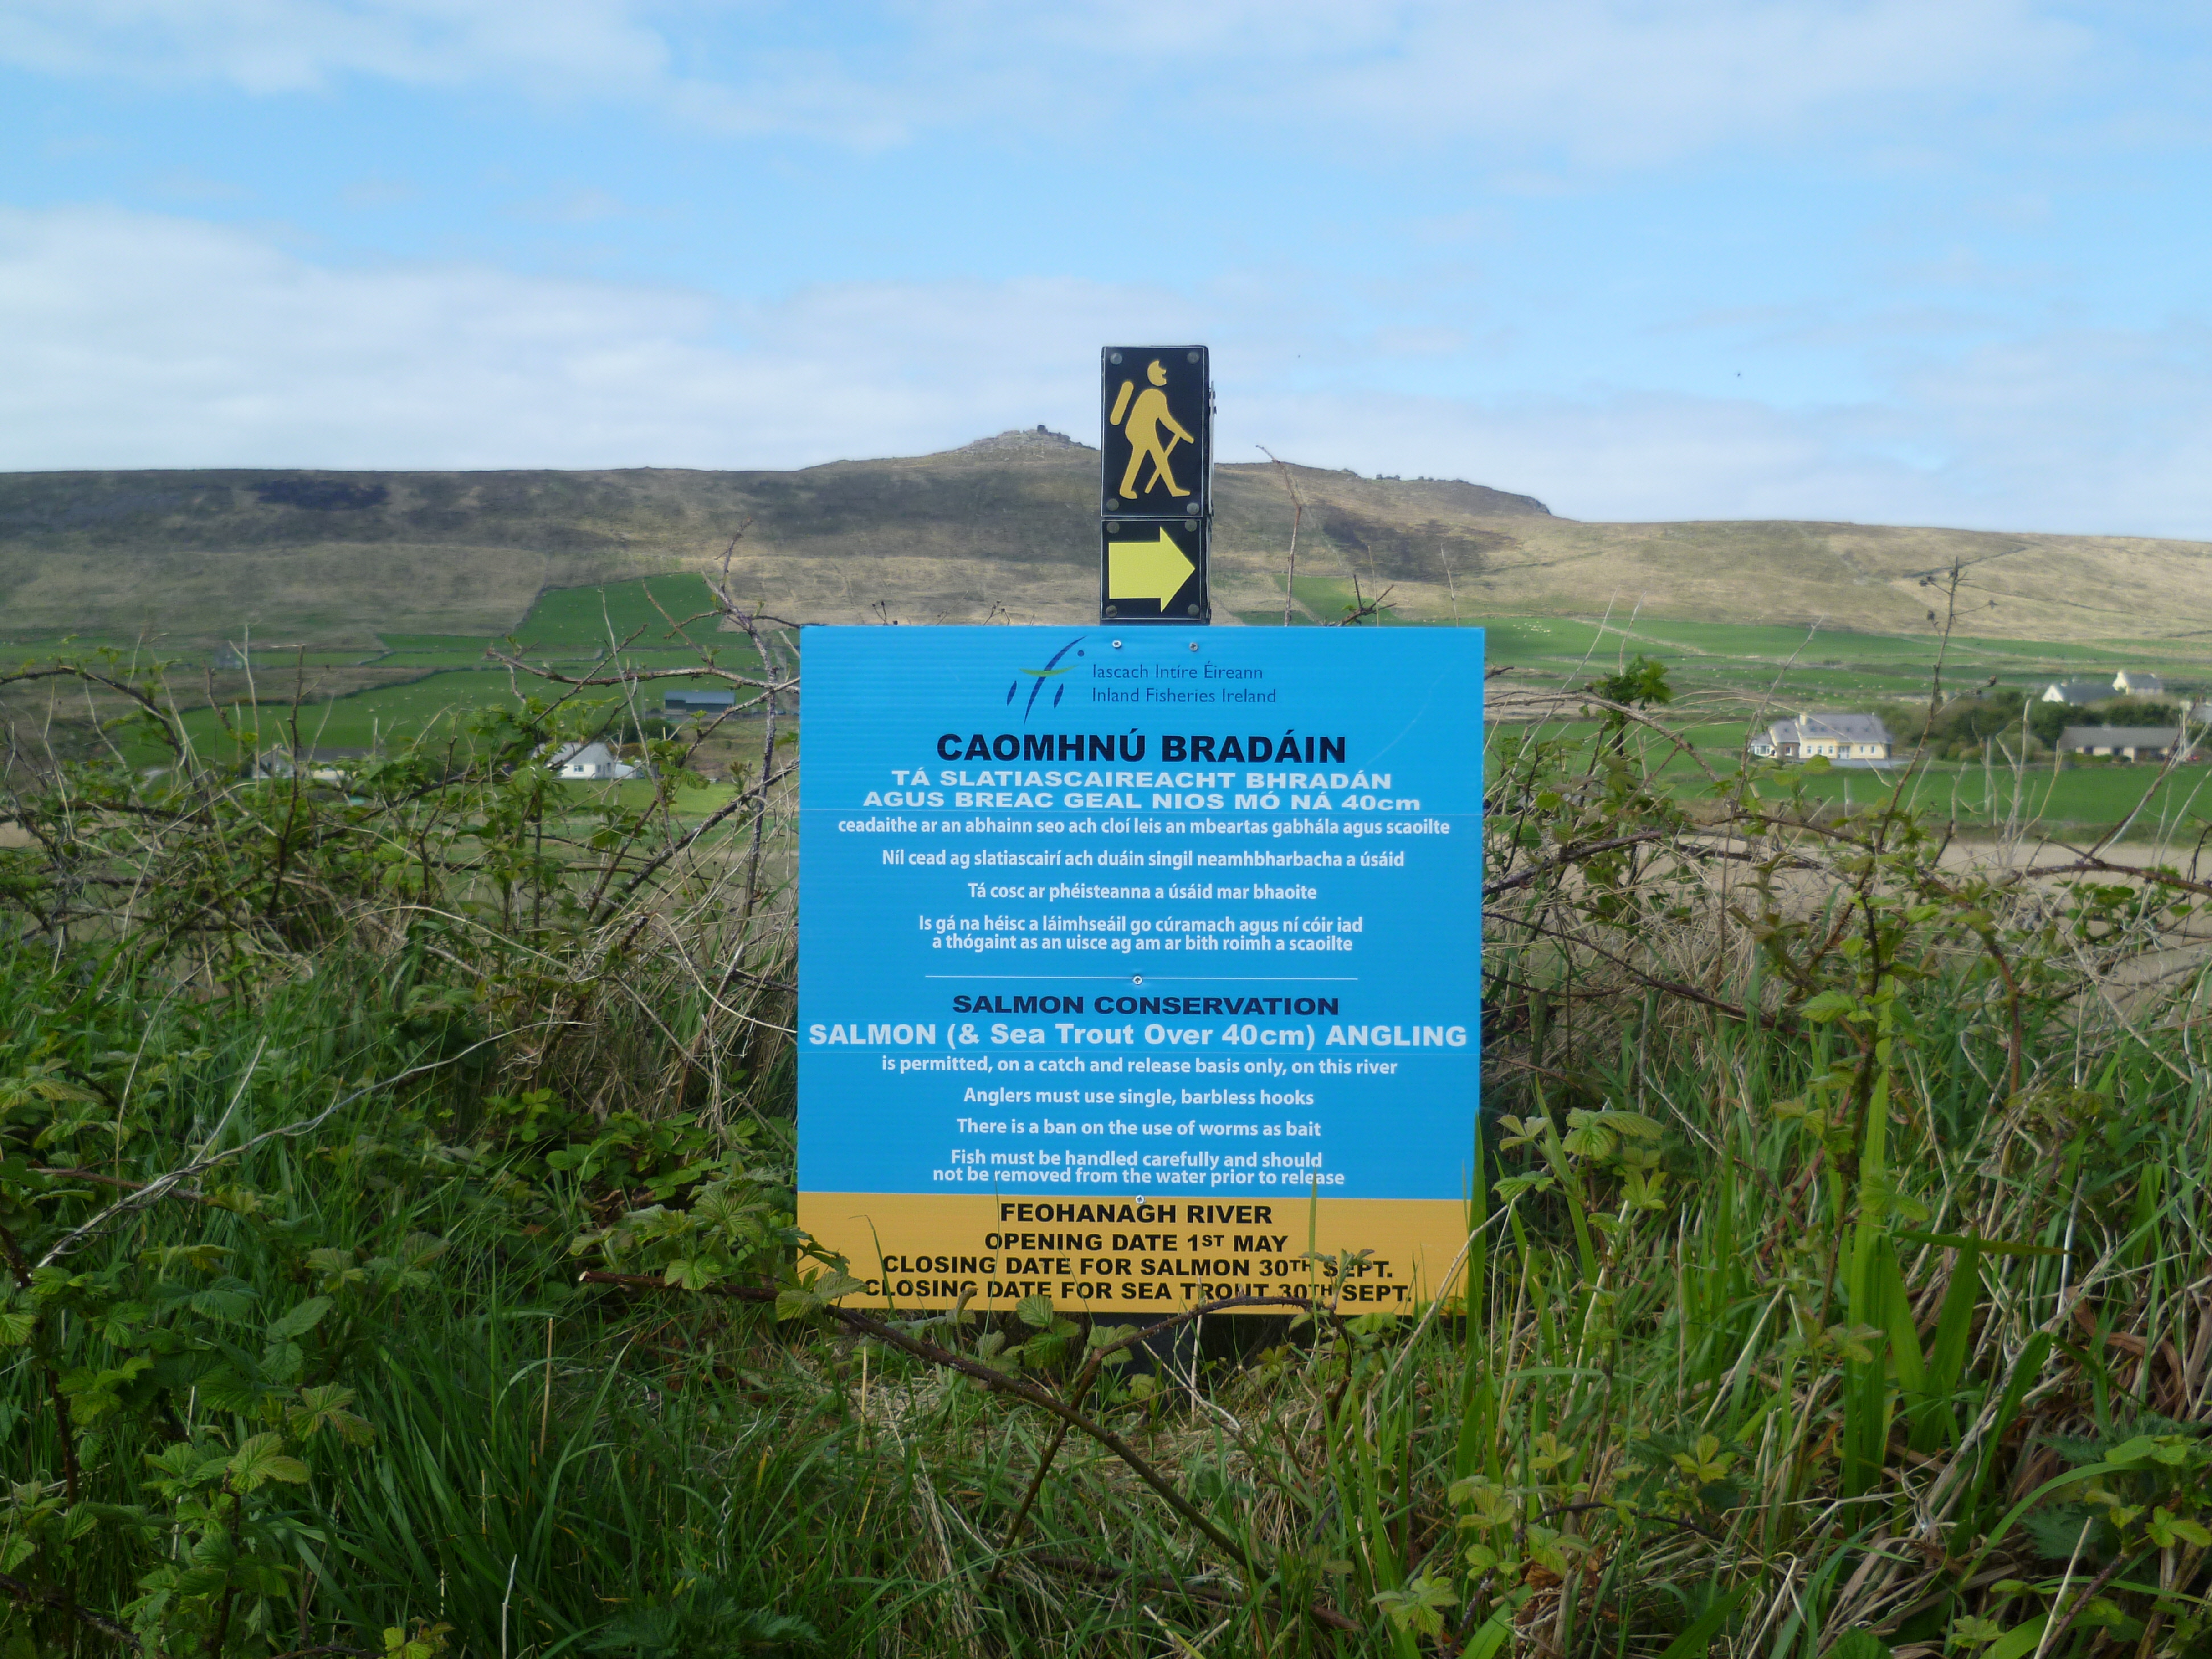 Iascach Intíre Éireann
Inland Fisheries Ireland
CAOMHNÚ BRADÁIN
TÁ SLATIASCAIREACHT BHRADÁN
AGUS BREAC GEAL NIOS MÓ NÁ 40cm
ceadaithe ar an abhainn seo ach cloí leis an mbeartas gabhála agus scaoilte
Níl cead ag slatiascairí ach duáin singil neamhbharbacha a úsáid
Tá cosc ar phéisteanna a úsáid mar bhaoite
Is gá na héisc a láimhseáil go cúramach agus ní cóir iad
a thógaint as an uisce ag am ar bith roimh a scaoilte
SALMON CONSERVATION
SALMON (& Sea Trout Over 40cm) ANGLING
is permitted, on a catch and release basis only, on this river
Anglers must use single, barbless hooks
There is a ban on the use of worms as bait
Fish must be handled carefully and should
not be removed from the water prior to release
FEOHANAGH RIVER
OPENING DATE 1ST MAY
CLOSING DATE FOR SALMON 30TH SEPT.
CLOSING DATE FOR SEA TROUT 30TH SEPT.